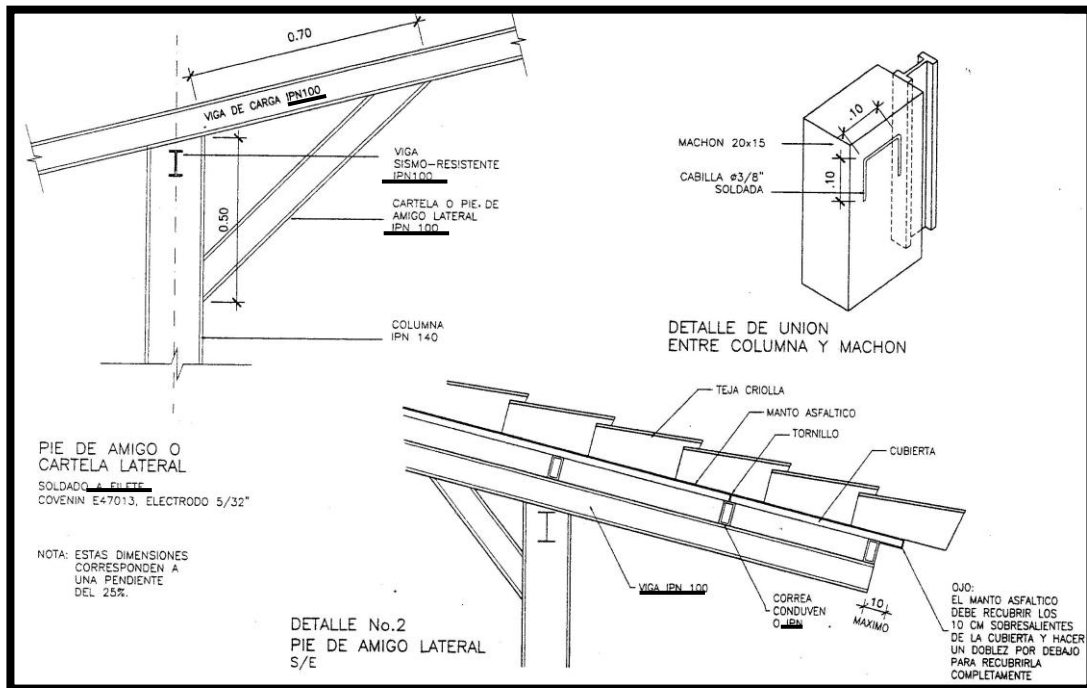 0.70
VIGA DE CARGA IPN100
VIGA
SISMO-RESISTENTE
IPN100
CARTELA O PIE DE
AMIGO LATERAL
IPN 100
0.50
COLUMNA
IPN 140
PIE DE AMIGO O
CARTELA LATERAL
SOLDADO A FILETE
COVENIN E47013, ELECTRODO 5/32"
NOTA: ESTAS DIMENSIONES
CORRESPONDEN A
UNA PENDIENTE
DEL 25%.
.10
MACHON 20x15
CABILLA ø3/8"
SOLDADA
.10
DETALLE DE UNION
ENTRE COLUMNA Y MACHON
TEJA CRIOLLA
MANTO ASFALTICO
TORNILLO
CUBIERTA
VIGA IPN 100
CORREA
CONDUVEN
O IPN
10
MAXIMO
OJO:
EL MANTO ASFALTICO
DEBE RECUBRIR LOS
10 CM SOBRESALIENTES
DE LA CUBIERTA Y HACER
UN DOBLEZ POR DEBAJO
PARA RECUBRIRLA
COMPLETAMENTE
DETALLE No.2
PIE DE AMIGO LATERAL
S/E